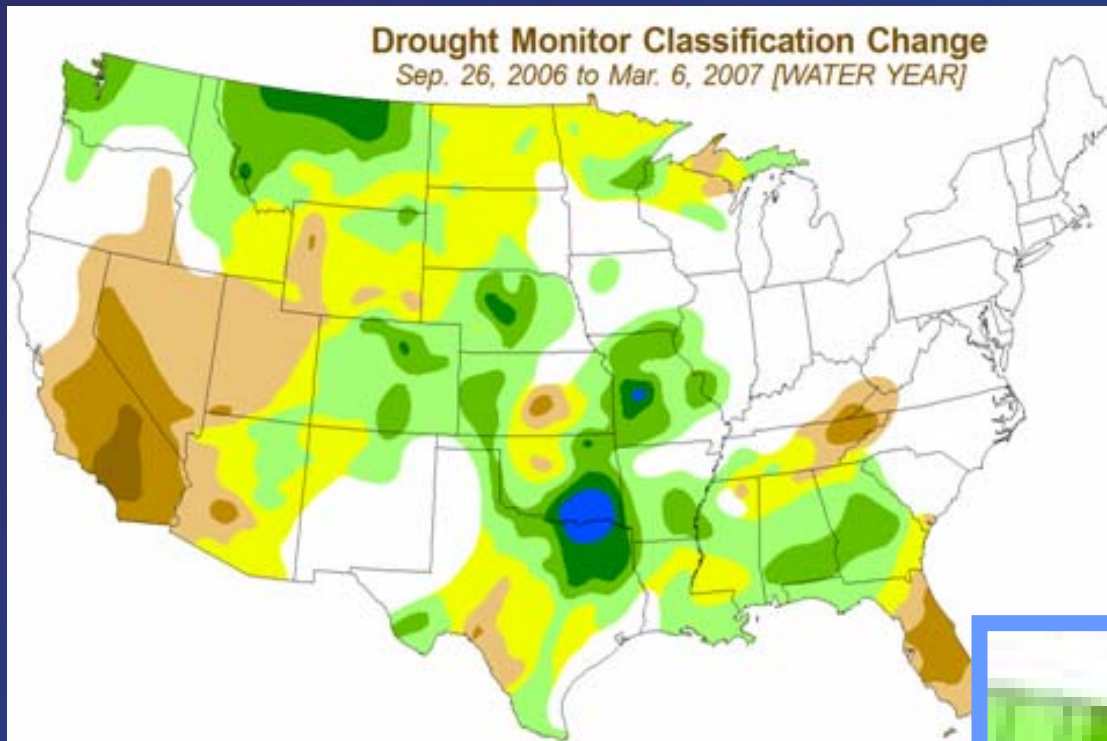 Drought Monitor Classification Change
Sep. 26, 2006 to Mar. 6, 2007 [WATER YEAR]